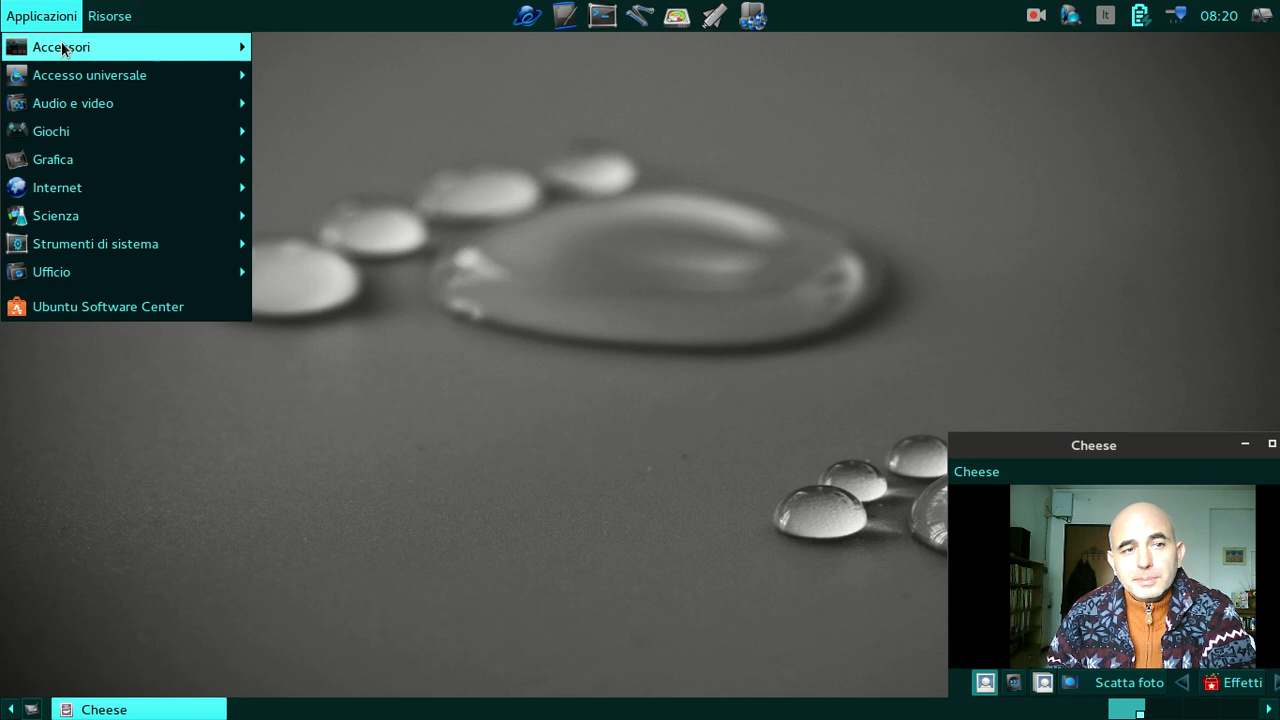 Applicazioni Risorse It 08:20
Accessori
Accesso universale
Audio e video
Giochi
Grafica
Internet
Scienza
Strumenti di sistema
Ufficio
Ubuntu Software Center
Cheese
Cheese
Scatta foto Effetti
Cheese